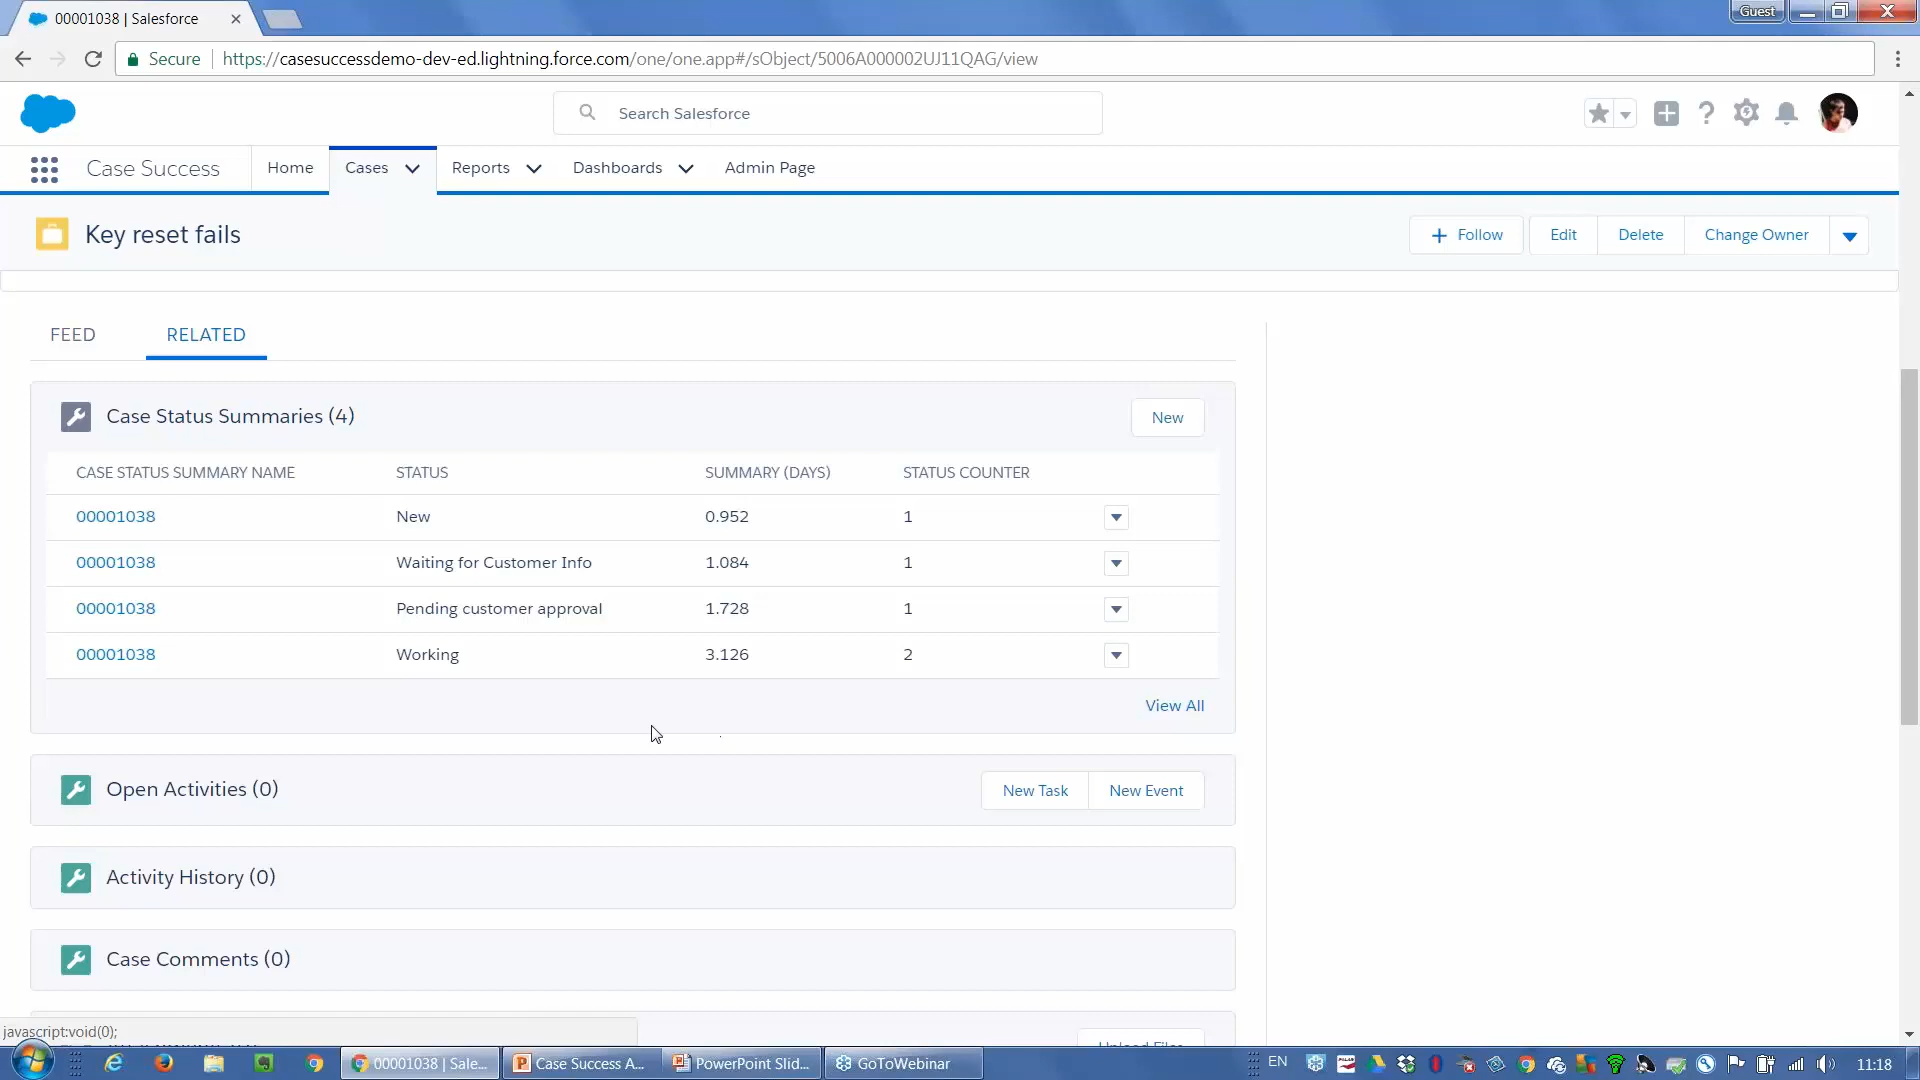 00001038 | Salesforce
Guest
Secure
https://casesuccessdemo-dev-ed.lightning.force.com/one/one.app#/sObject/5006A000002UJ11QAG/view
Search Salesforce
Case Success
Home
Cases
Reports
Dashboards
Admin Page
Key reset fails
+ Follow
Edit
Delete
Change Owner
FEED
RELATED
Case Status Summaries (4)
New
CASE STATUS SUMMARY NAME STATUS SUMMARY (DAYS) STATUS COUNTER
00001038 New 0.952 1
00001038 Waiting for Customer Info 1.084 1
00001038 Pending customer approval 1.728 1
00001038 Working 3.126 2
View All
Open Activities (0)
New Task
New Event
Activity History (0)
Case Comments (0)
javascript:void(0);
00001038 | Sale...
Case Success A...
PowerPoint Slid...
GoToWebinar
EN
11:18